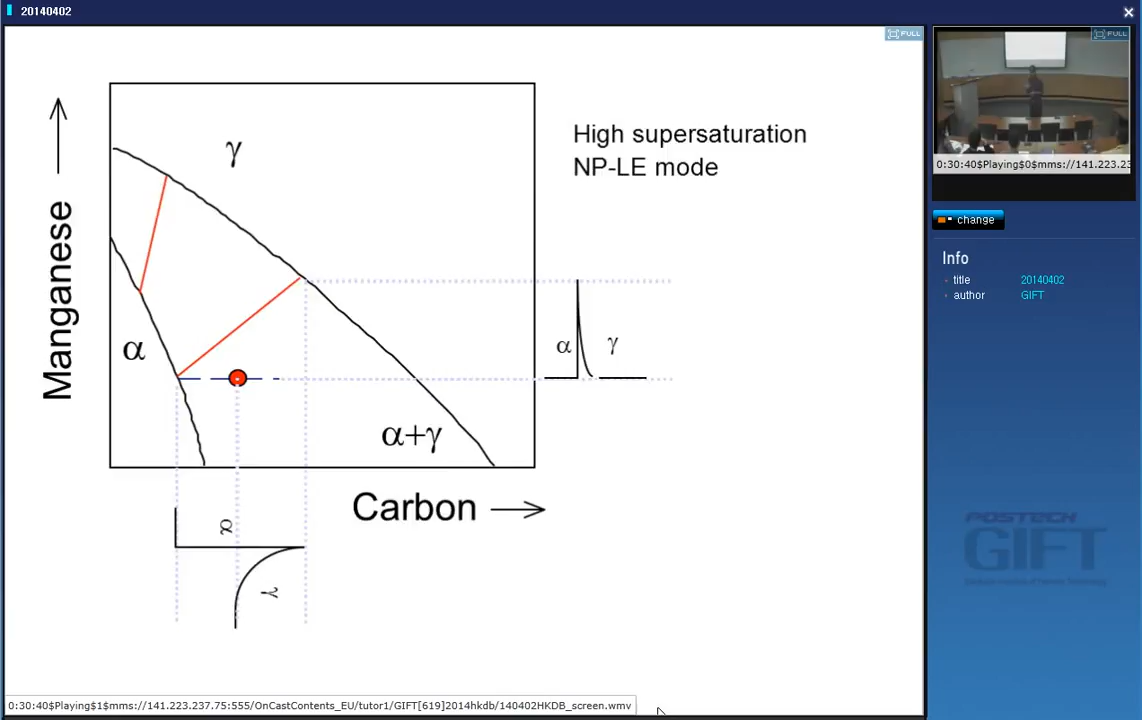 20140402
FULL
FULL
γ
High supersaturation
NP-LE mode
Manganese
α
α
γ
α+γ
Carbon
α
γ
0:30:40$Playing$0$mms://141.223.23
change
Info
title 20140402
author GIFT
POSTECH
GIFT
0:30:40$Playing$1$mms://141.223.237.75:555/OnCastContents_EU/tutor1/GIFT[619]2014hkdb/140402HKDB_screen.wmv